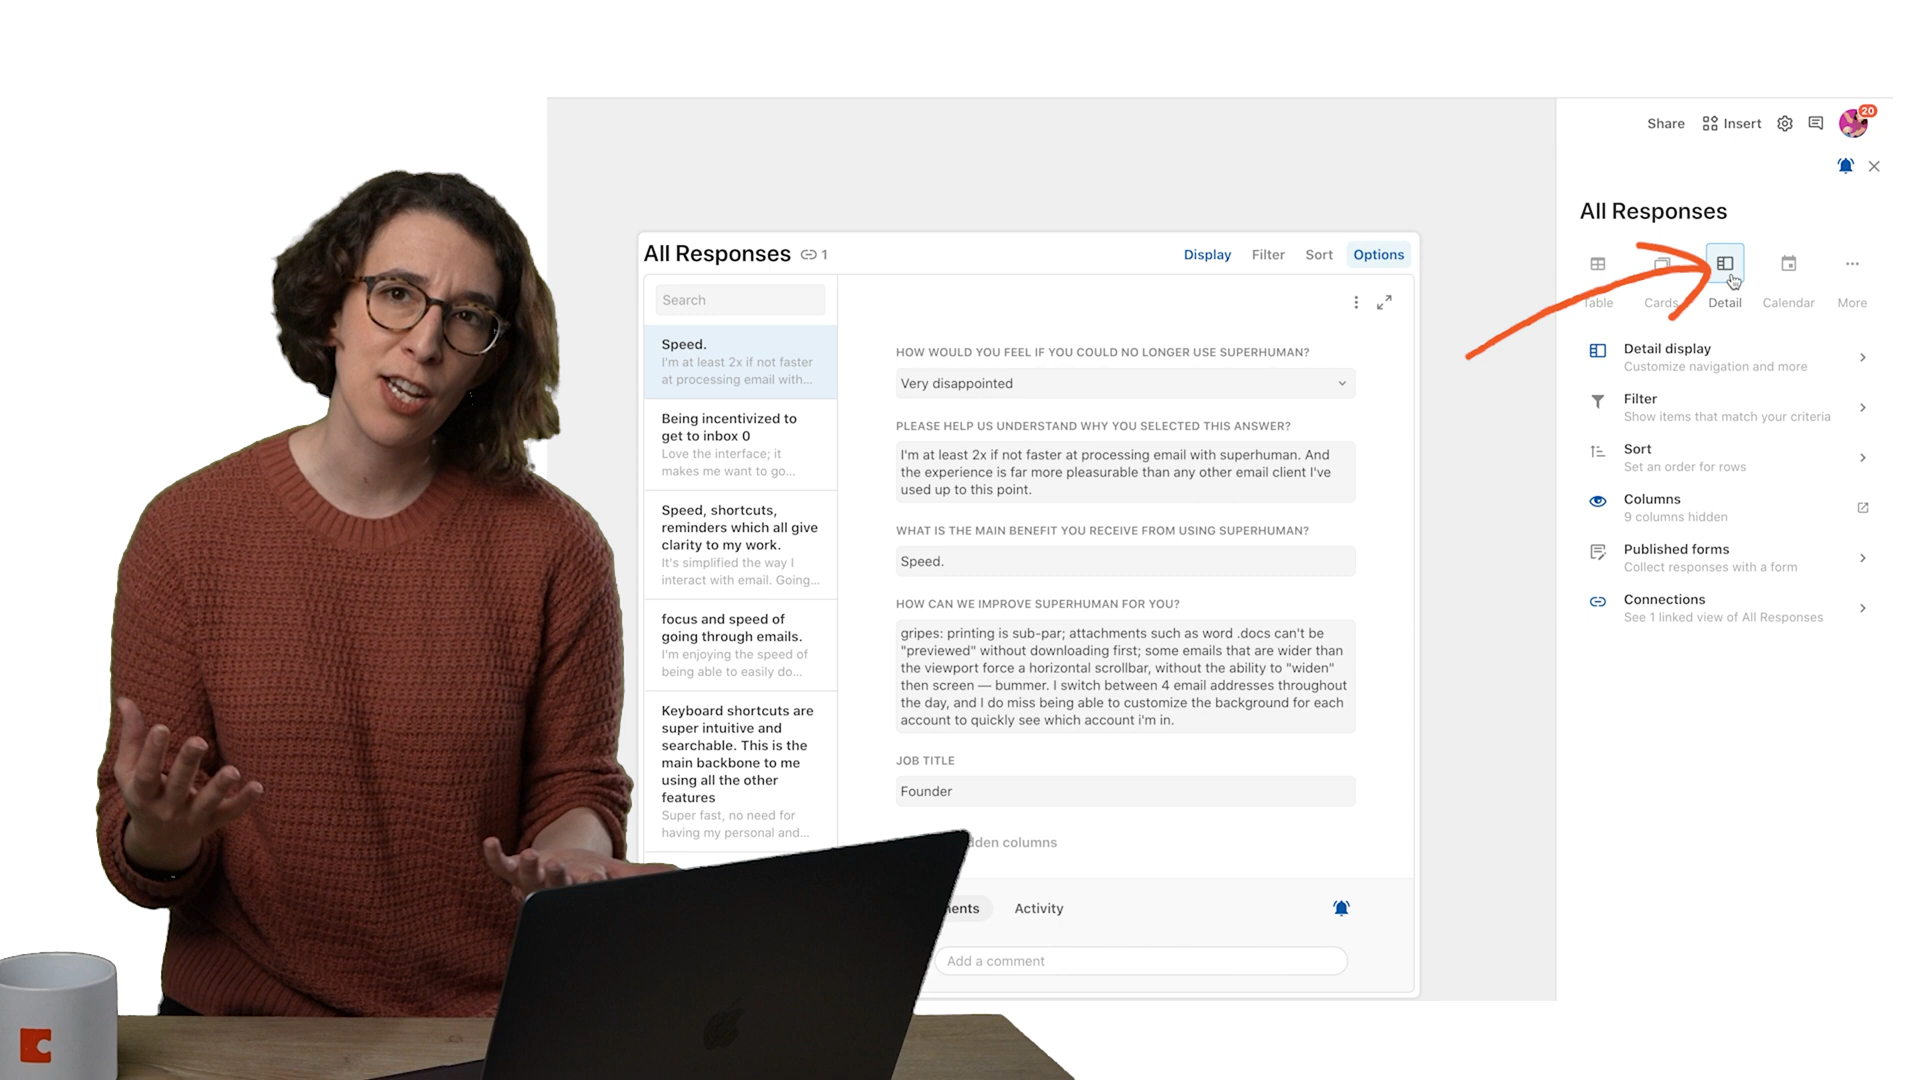 Share
Insert
20
All Responses
Table
Cards
Detail
Calendar
More
Detail display
Customize navigation and more
Filter
Show items that match your criteria
Sort
Set an order for rows
Columns
9 columns hidden
Published forms
Collect responses with a form
Connections
See 1 linked view of All Responses
All Responses
1
Display
Filter
Sort
Options
Search
Speed.
I'm at least 2x if not faster
at processing email with...
Being incentivized to
get to inbox 0
Love the interface; it
makes me want to go...
Speed, shortcuts,
reminders which all give
clarity to my work.
It's simplified the way I
interact with email. Going...
focus and speed of
going through emails.
I'm enjoying the speed of
being able to easily do...
Keyboard shortcuts are
super intuitive and
searchable. This is the
main backbone to me
using all the other
features
Super fast, no need for
having my personal and...
HOW WOULD YOU FEEL IF YOU COULD NO LONGER USE SUPERHUMAN?
Very disappointed
PLEASE HELP US UNDERSTAND WHY YOU SELECTED THIS ANSWER?
I'm at least 2x if not faster at processing email with superhuman. And
the experience is far more pleasurable than any other email client I've
used up to this point.
WHAT IS THE MAIN BENEFIT YOU RECEIVE FROM USING SUPERHUMAN?
Speed.
HOW CAN WE IMPROVE SUPERHUMAN FOR YOU?
gripes: printing is sub-par; attachments such as word .docs can't be
"previewed" without downloading first; some emails that are wider than
the viewport force a horizontal scrollbar, without the ability to "widen"
then screen — bummer. I switch between 4 email addresses throughout
the day, and I do miss being able to customize the background for each
account to quickly see which account i'm in.
JOB TITLE
Founder
columns
Activity
Add a comment